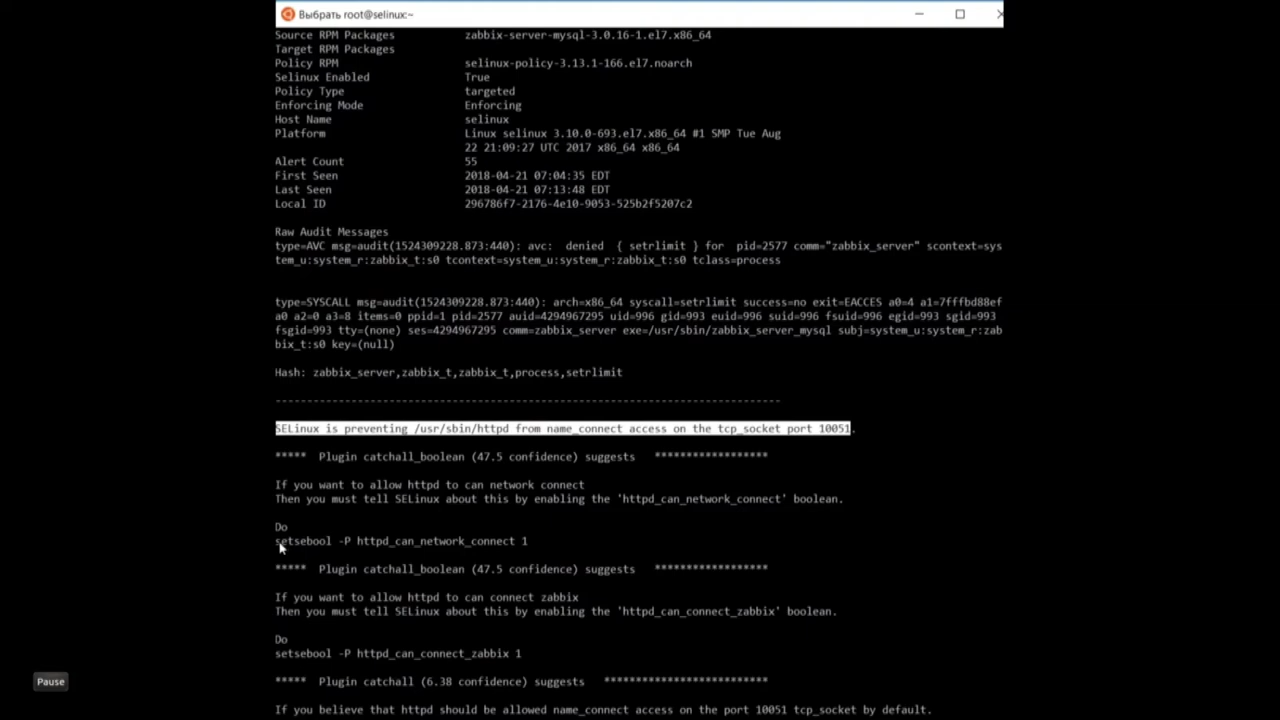 Выбрать root@selinux:~
Source RPM Packages zabbix-server-mysql-3.0.16-1.el7.x86_64
Target RPM Packages
Policy RPM selinux-policy-3.13.1-166.el7.noarch
Selinux Enabled True
Policy Type targeted
Enforcing Mode Enforcing
Host Name selinux
Platform Linux selinux 3.10.0-693.el7.x86_64 #1 SMP Tue Aug
22 21:09:27 UTC 2017 x86_64 x86_64
Alert Count 55
First Seen 2018-04-21 07:04:35 EDT
Last Seen 2018-04-21 07:13:48 EDT
Local ID 296786f7-2176-4e10-9053-525b2f5207c2
Raw Audit Messages
type=AVC msg=audit(1524309228.873:440): avc:  denied  { setrlimit } for  pid=2577 comm="zabbix_server" scontext=sys
tem_u:system_r:zabbix_t:s0 tcontext=system_u:system_r:zabbix_t:s0 tclass=process
type=SYSCALL msg=audit(1524309228.873:440): arch=x86_64 syscall=setrlimit success=no exit=EACCES a0=4 a1=7fffbd88ef
a0 a2=0 a3=8 items=0 ppid=1 pid=2577 auid=4294967295 uid=996 gid=993 euid=996 suid=996 fsuid=996 egid=993 sgid=993
fsgid=993 tty=(none) ses=4294967295 comm=zabbix_server exe=/usr/sbin/zabbix_server_mysql subj=system_u:system_r:zab
bix_t:s0 key=(null)
Hash: zabbix_server,zabbix_t,zabbix_t,process,setrlimit
--------------------------------------------------------------------------------
SELinux is preventing /usr/sbin/httpd from name_connect access on the tcp_socket port 10051.
*****  Plugin catchall_boolean (47.5 confidence) suggests   ******************
If you want to allow httpd to can network connect
Then you must tell SELinux about this by enabling the 'httpd_can_network_connect' boolean.
Do
setsebool -P httpd_can_network_connect 1
*****  Plugin catchall_boolean (47.5 confidence) suggests   ******************
If you want to allow httpd to can connect zabbix
Then you must tell SELinux about this by enabling the 'httpd_can_connect_zabbix' boolean.
Do
setsebool -P httpd_can_connect_zabbix 1
*****  Plugin catchall (6.38 confidence) suggests   **************************
If you believe that httpd should be allowed name_connect access on the port 10051 tcp_socket by default.
Pause